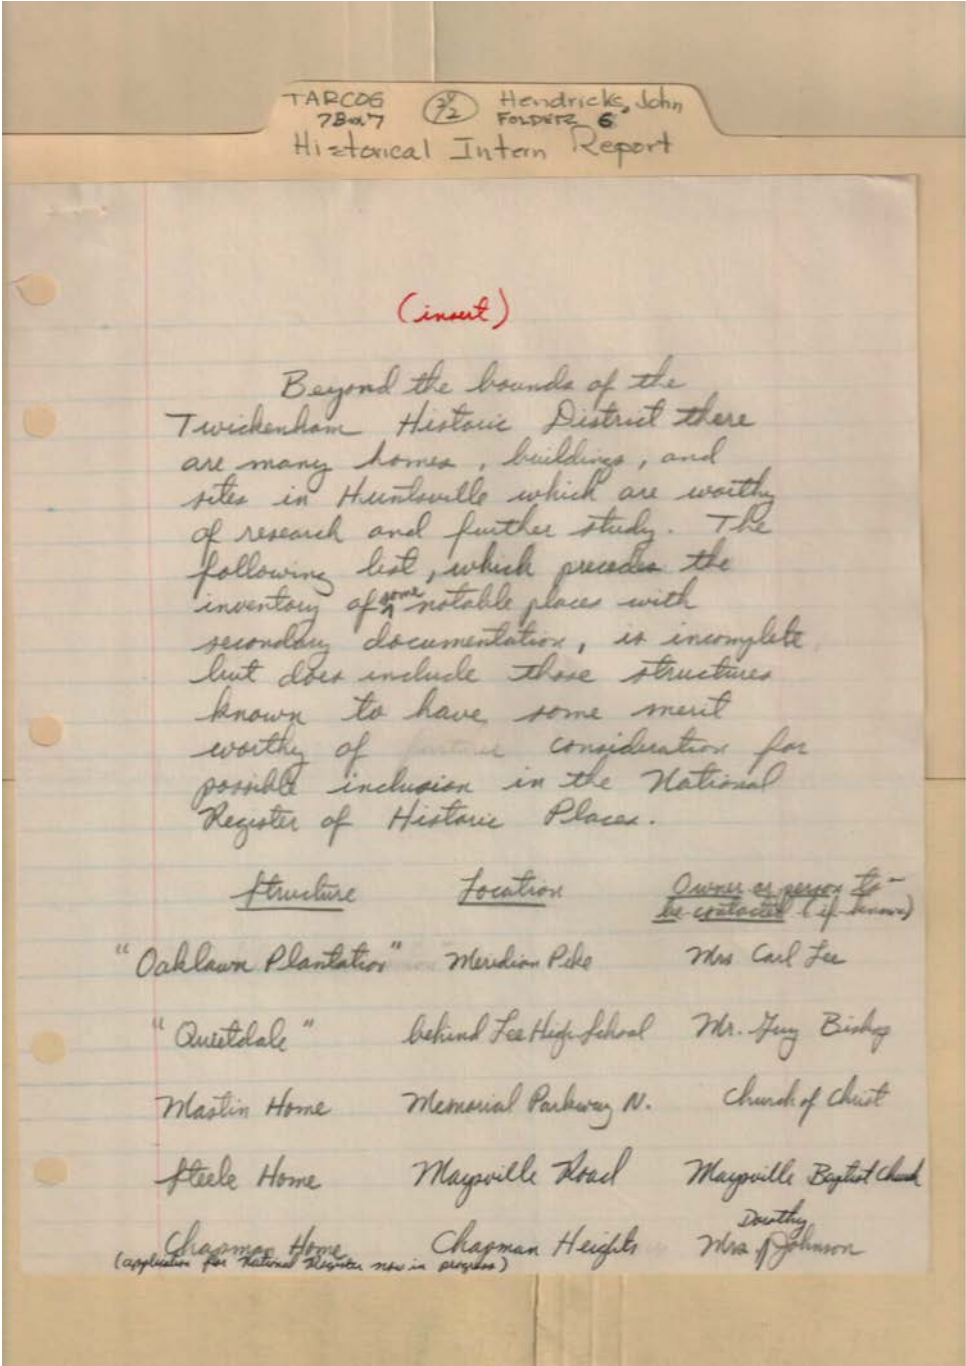 TARCOG 2/2 Hendricks, John
7Box7 FOLDER 6
Historical Intern Report
(insert)
Beyond the bounds of the
Twickenham Historic District there
are many homes, buildings, and
sites in Huntsville which are worthy
of research and further study. The
following list, which precedes the
inventory of some notable places with
secondary documentation, is incomplete
but does include those structures
known to have some merit
worthy of consideration for
possible inclusion in the National
Register of Historic Places.
Structure Location Owner or person to
be contacted (if known)
"Oaklawn Plantation" Meridian Pike Mrs Carl Lee
"Quietdale" behind Lee High School Mr. Guy Bishop
Mastin Home Memorial Parkway N. Church of Christ
Steele Home Maysville Road Maysville Baptist Church
Chapman Home Chapman Heights Mrs Dorothy Johnson
(application for National Register now in progress)